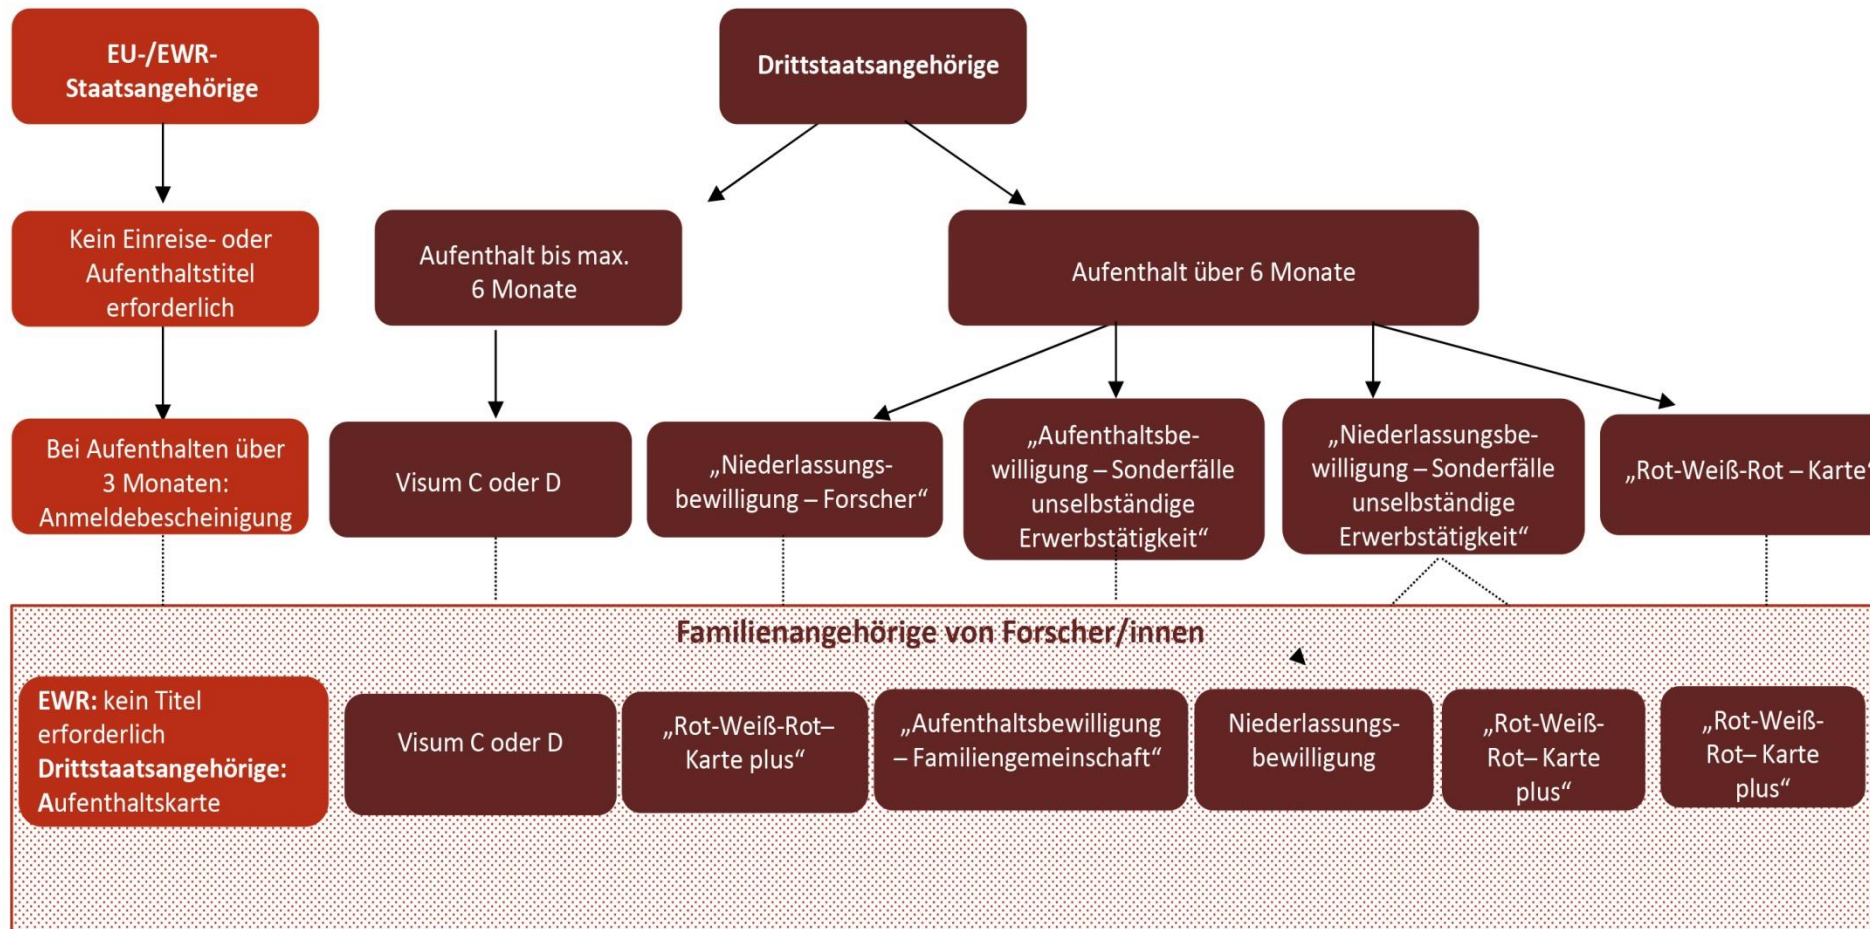 EU-/EWR-
Staatsangehörige
Drittstaatsangehörige
Kein Einreise- oder
Aufenthaltstitel
erforderlich
Aufenthalt bis max.
6 Monate
Aufenthalt über 6 Monate
Bei Aufenthalten über
3 Monaten:
Anmeldebescheinigung
Visum C oder D
„Niederlassungs-
bewilligung – Forscher“
„Aufenthaltsbe-
willigung – Sonderfälle
unselbständige
Erwerbstätigkeit“
„Niederlassungsbe-
willigung – Sonderfälle
unselbständige
Erwerbstätigkeit“
„Rot-Weiß-Rot – Karte“
Familienangehörige von Forscher/innen
EWR: kein Titel
erforderlich
Drittstaatsangehörige:
Aufenthaltskarte
Visum C oder D
„Rot-Weiß-Rot–
Karte plus“
„Aufenthaltsbewilligung
– Familiengemeinschaft“
Niederlassungs-
bewilligung
„Rot-Weiß-
Rot– Karte
plus“
„Rot-Weiß-
Rot– Karte
plus“